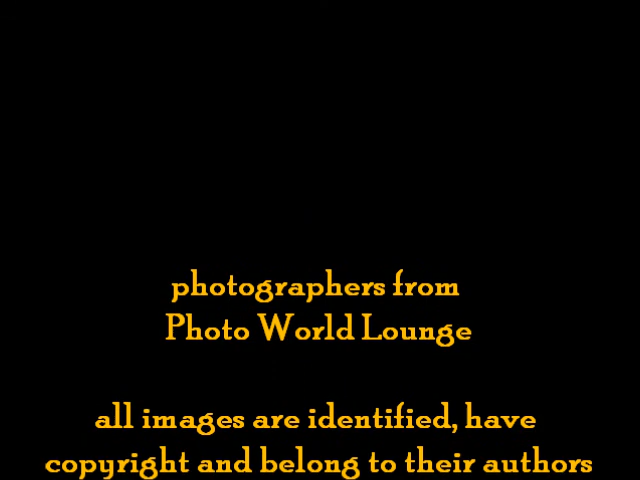 photographers from
Photo World Lounge
all images are identified, have
copyright and belong to their authors